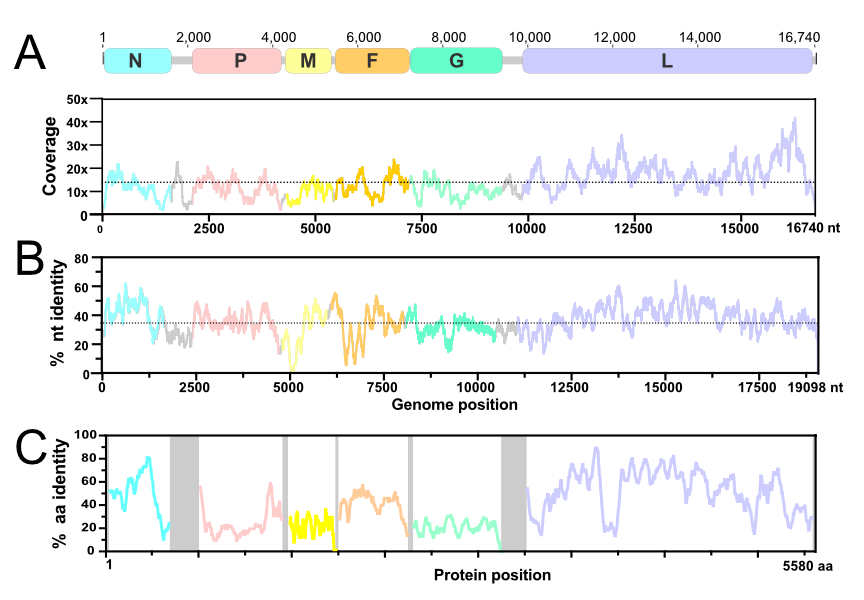 A
1 2,000 4,000 6,000 8,000 10,000 12,000 14,000 16,740
N P M F G L
50x
40x
30x
20x
10x
0
Coverage
0 2500 5000 7500 10000 12500 15000 16740 nt
B
80
60
40
20
0
% nt identity
0 2500 5000 7500 10000 12500 15000 17500 19098 nt
Genome position
C
100
80
60
40
20
0
% aa identity
1 5580 aa
Protein position